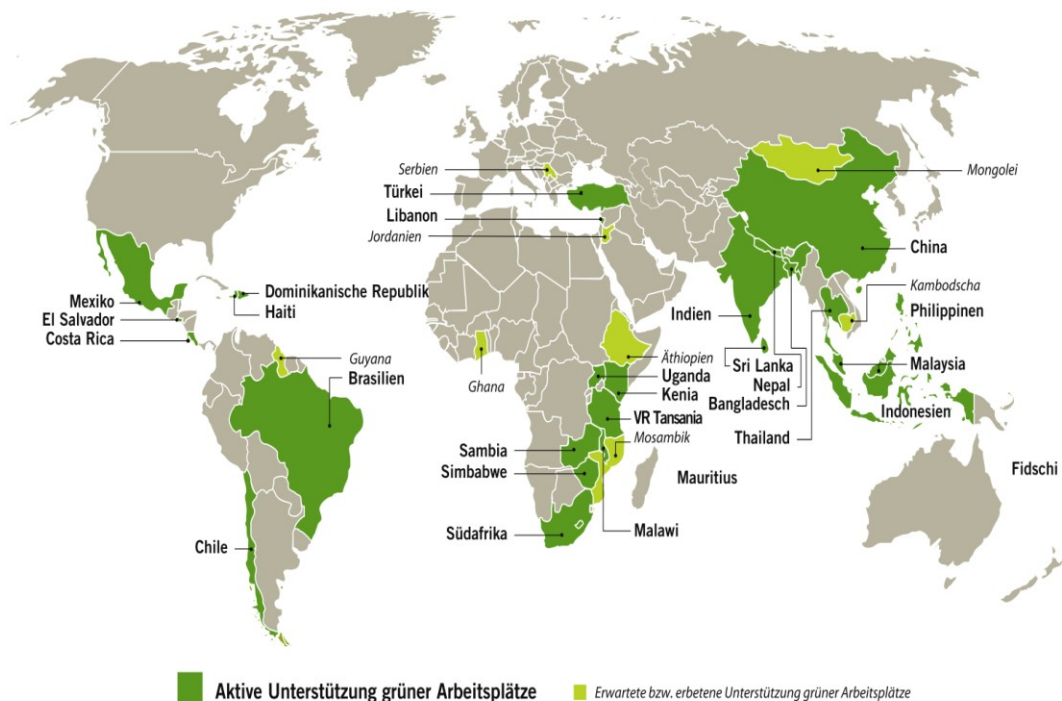 Serbien
Mongolei
Türkei
Libanon
Jordanien
China
Kambodscha
Dominikanische Republik
Mexiko
Haiti
Philippinen
El Salvador
Indien
Costa Rica
Guyana
Äthiopien
Sri Lanka
Malaysia
Brasilien
Ghana
Uganda
Nepal
Kenia
Bangladesch
Indonesien
VR Tansania
Thailand
Mosambik
Sambia
Simbabwe
Mauritius
Fidschi
Südafrika
Malawi
Chile
Aktive Unterstützung grüner Arbeitsplätze
Erwartete bzw. erbetene Unterstützung grüner Arbeitsplätze